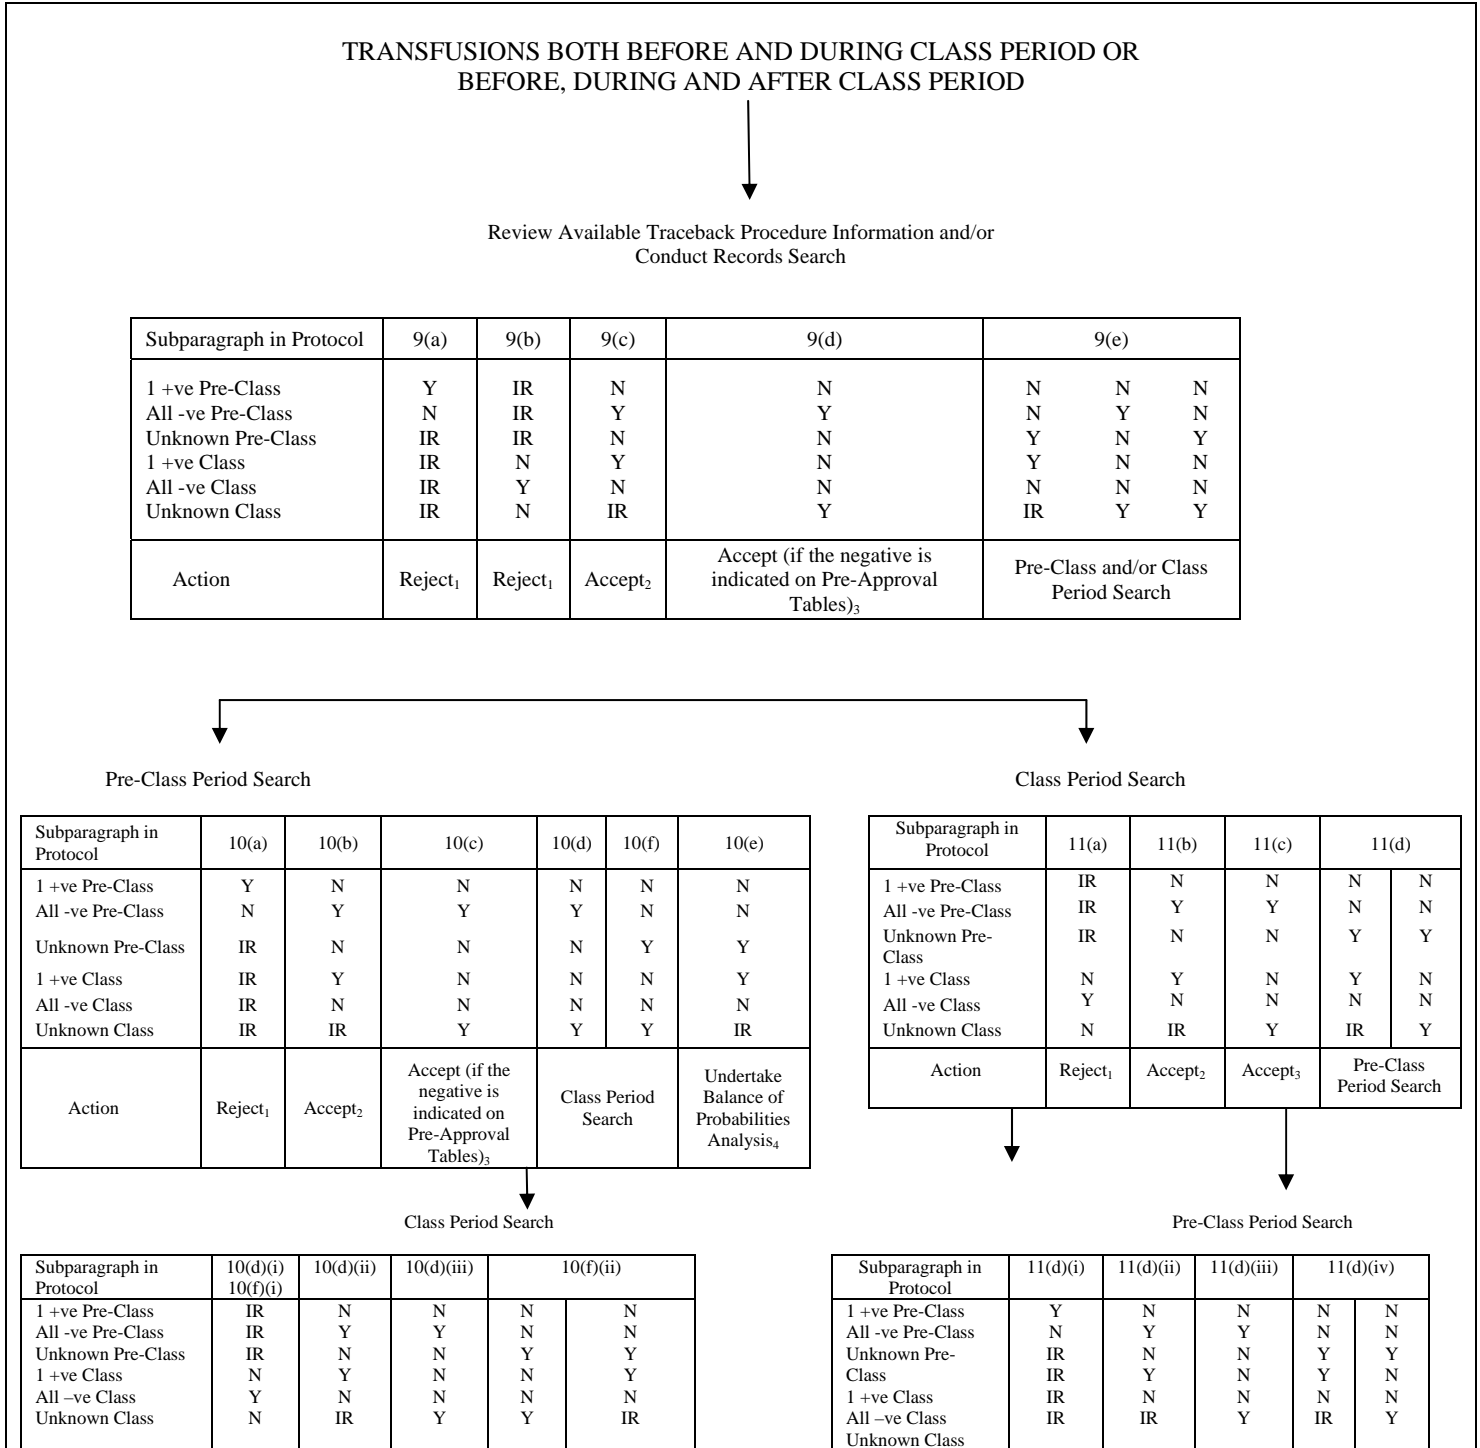 TRANSFUSIONS BOTH BEFORE AND DURING CLASS PERIOD OR
BEFORE, DURING AND AFTER CLASS PERIOD
Review Available Traceback Procedure Information and/or
Conduct Records Search
Subparagraph in Protocol 9(a) 9(b) 9(c) 9(d) 9(e)
1 +ve Pre-Class Y IR N N N N N
All -ve Pre-Class N IR Y Y N Y N
Unknown Pre-Class IR IR N N Y N Y
1 +ve Class IR N Y N Y N N
All -ve Class IR Y N N N N N
Unknown Class IR N IR Y IR Y Y
Action Reject1 Reject1 Accept2 Accept (if the negative is
indicated on Pre-Approval
Tables)3 Pre-Class and/or Class
Period Search
Pre-Class Period Search
Subparagraph in
Protocol 10(a) 10(b) 10(c) 10(d) 10(f) 10(e)
1 +ve Pre-Class Y N N N N N
All -ve Pre-Class N Y Y Y N N
Unknown Pre-Class IR N N N Y Y
1 +ve Class IR Y N N N Y
All -ve Class IR N N N N N
Unknown Class IR IR Y Y Y IR
Action Reject1 Accept2 Accept (if the
negative is
indicated on
Pre-Approval
Tables)3 Class Period
Search Undertake
Balance of
Probabilities
Analysis4
Class Period Search
Subparagraph in
Protocol 10(d)(i)
10(f)(i) 10(d)(ii) 10(d)(iii) 10(f)(ii)
1 +ve Pre-Class IR N N N N
All -ve Pre-Class IR Y Y N N
Unknown Pre-Class IR N N Y Y
1 +ve Class N Y N N Y
All –ve Class Y N N N N
Unknown Class N IR Y Y IR
Class Period Search
Subparagraph in
Protocol 11(a) 11(b) 11(c) 11(d)
1 +ve Pre-Class IR N N N N
All -ve Pre-Class IR Y Y N N
Unknown Pre-
Class IR N N Y Y
1 +ve Class N Y N Y N
All -ve Class Y N N N N
Unknown Class N IR Y IR Y
Action Reject1 Accept2 Accept3 Pre-Class
Period Search
Pre-Class Period Search
Subparagraph in
Protocol 11(d)(i) 11(d)(ii) 11(d)(iii) 11(d)(iv)
1 +ve Pre-Class Y N N N N
All -ve Pre-Class N Y Y N N
Unknown Pre- IR N N Y Y
Class IR Y N Y N
1 +ve Class IR N N N N
All –ve Class IR IR Y IR Y
Unknown Class